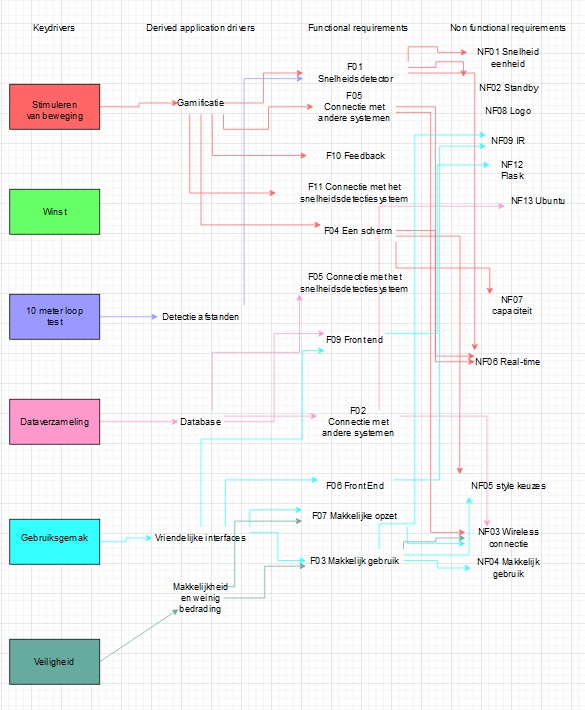 Keydrivers
Derived application drivers
Functional requirements
Non functional requirements
Stimuleren
van beweging
Gamificatie
F01
Snelheidsdetector
F05
Connectie met
andere systemen
F10 Feedback
F11 Connectie met het
snelheidsdetectiesysteem
F04 Een scherm
NF01 Snelheid
eenheid
NF02 Standby
NF08 Logo
NF09 IR
NF12
Flask
NF13 Ubuntu
Winst
10 meter loop
test
Detectie afstanden
F05 Connectie met het
snelheidsdetectiesysteem
F09 Frontend
NF07
capaciteit
NF06 Real-time
Dataverzameling
Database
F02
Connectie met
andere systemen
F06 FrontEnd
NF05 style keuzes
Gebruiksgemak
Vriendelijke interfaces
F07 Makkelijke opzet
F03 Makkelijk gebruik
NF03 Wireless
connectie
NF04 Makkelijk
gebruik
Makkelijkheid
en weinig
bedrading
Veiligheid